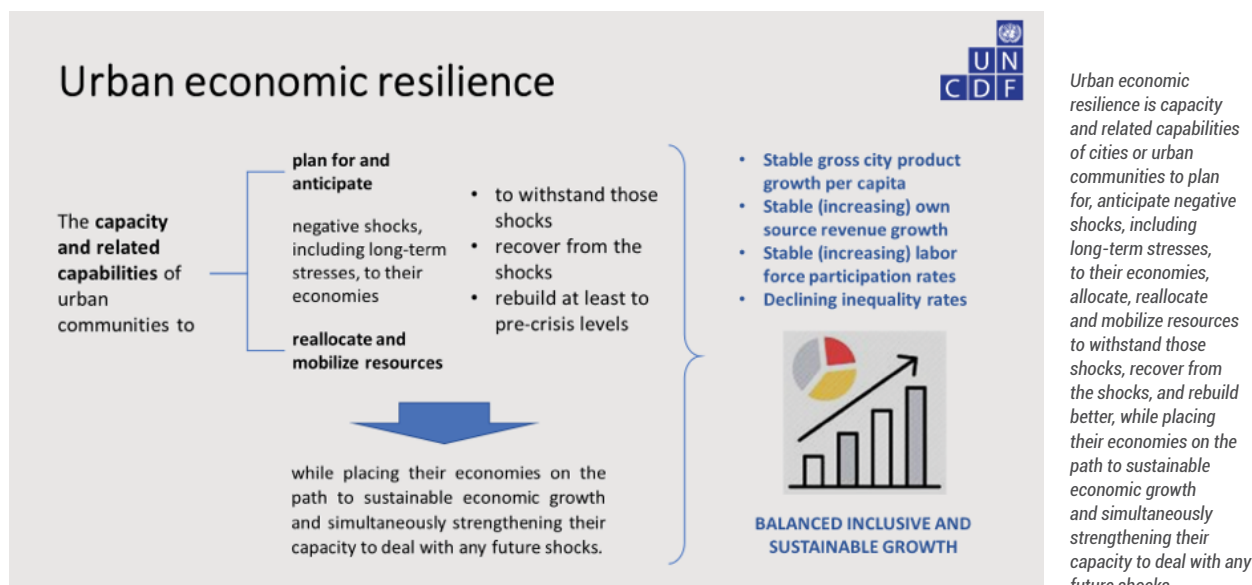 Urban economic resilience
U N
C D F
The capacity
and related
capabilities of
urban
communities to
plan for and
anticipate
negative shocks,
including long-term
stresses, to their
economies
reallocate and
mobilize resources
• to withstand those
shocks
• recover from the
shocks
• rebuild at least to
pre-crisis levels
while placing their economies on the
path to sustainable economic growth
and simultaneously strengthening their
capacity to deal with any future shocks.
• Stable gross city product
growth per capita
• Stable (increasing) own
source revenue growth
• Stable (increasing) labor
force participation rates
• Declining inequality rates
BALANCED INCLUSIVE AND
SUSTAINABLE GROWTH
Urban economic
resilience is capacity
and related capabilities
of cities or urban
communities to plan
for, anticipate negative
shocks, including
long-term stresses,
to their economies,
allocate, reallocate
and mobilize resources
to withstand those
shocks, recover from
the shocks, and rebuild
better, while placing
their economies on the
path to sustainable
economic growth
and simultaneously
strengthening their
capacity to deal with any
future shocks